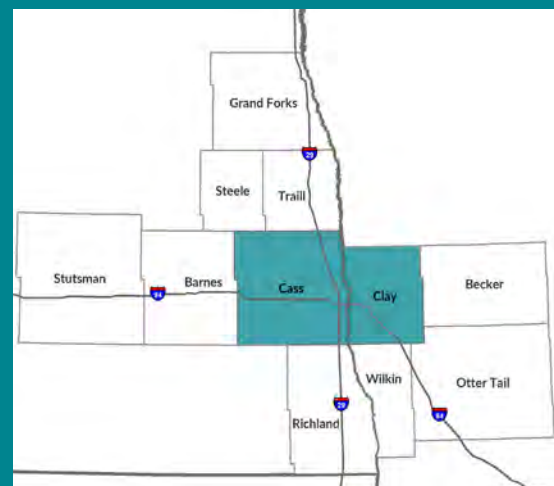 Grand Forks
29
Steele
Traill
Stutsman
Barnes
Cass
Clay
Becker
94
Wilkin
Otter Tail
29
Richland
94